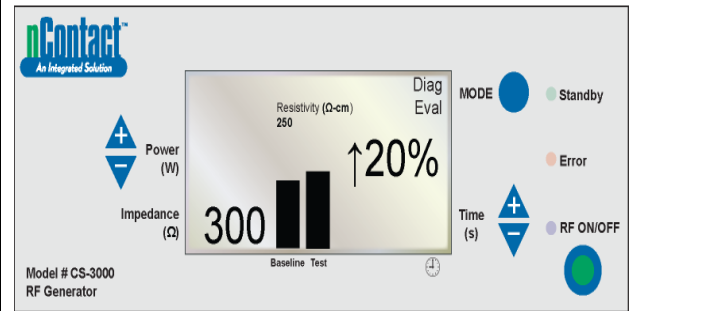 nContact™
An Integrated Solution
Diag
Eval
Resistivity (Ω-cm)
250
↑20%
300
Baseline Test
Power
(W)
Impedance
(Ω)
MODE
Time
(s)
Standby
Error
RF ON/OFF
Model # CS-3000
RF Generator